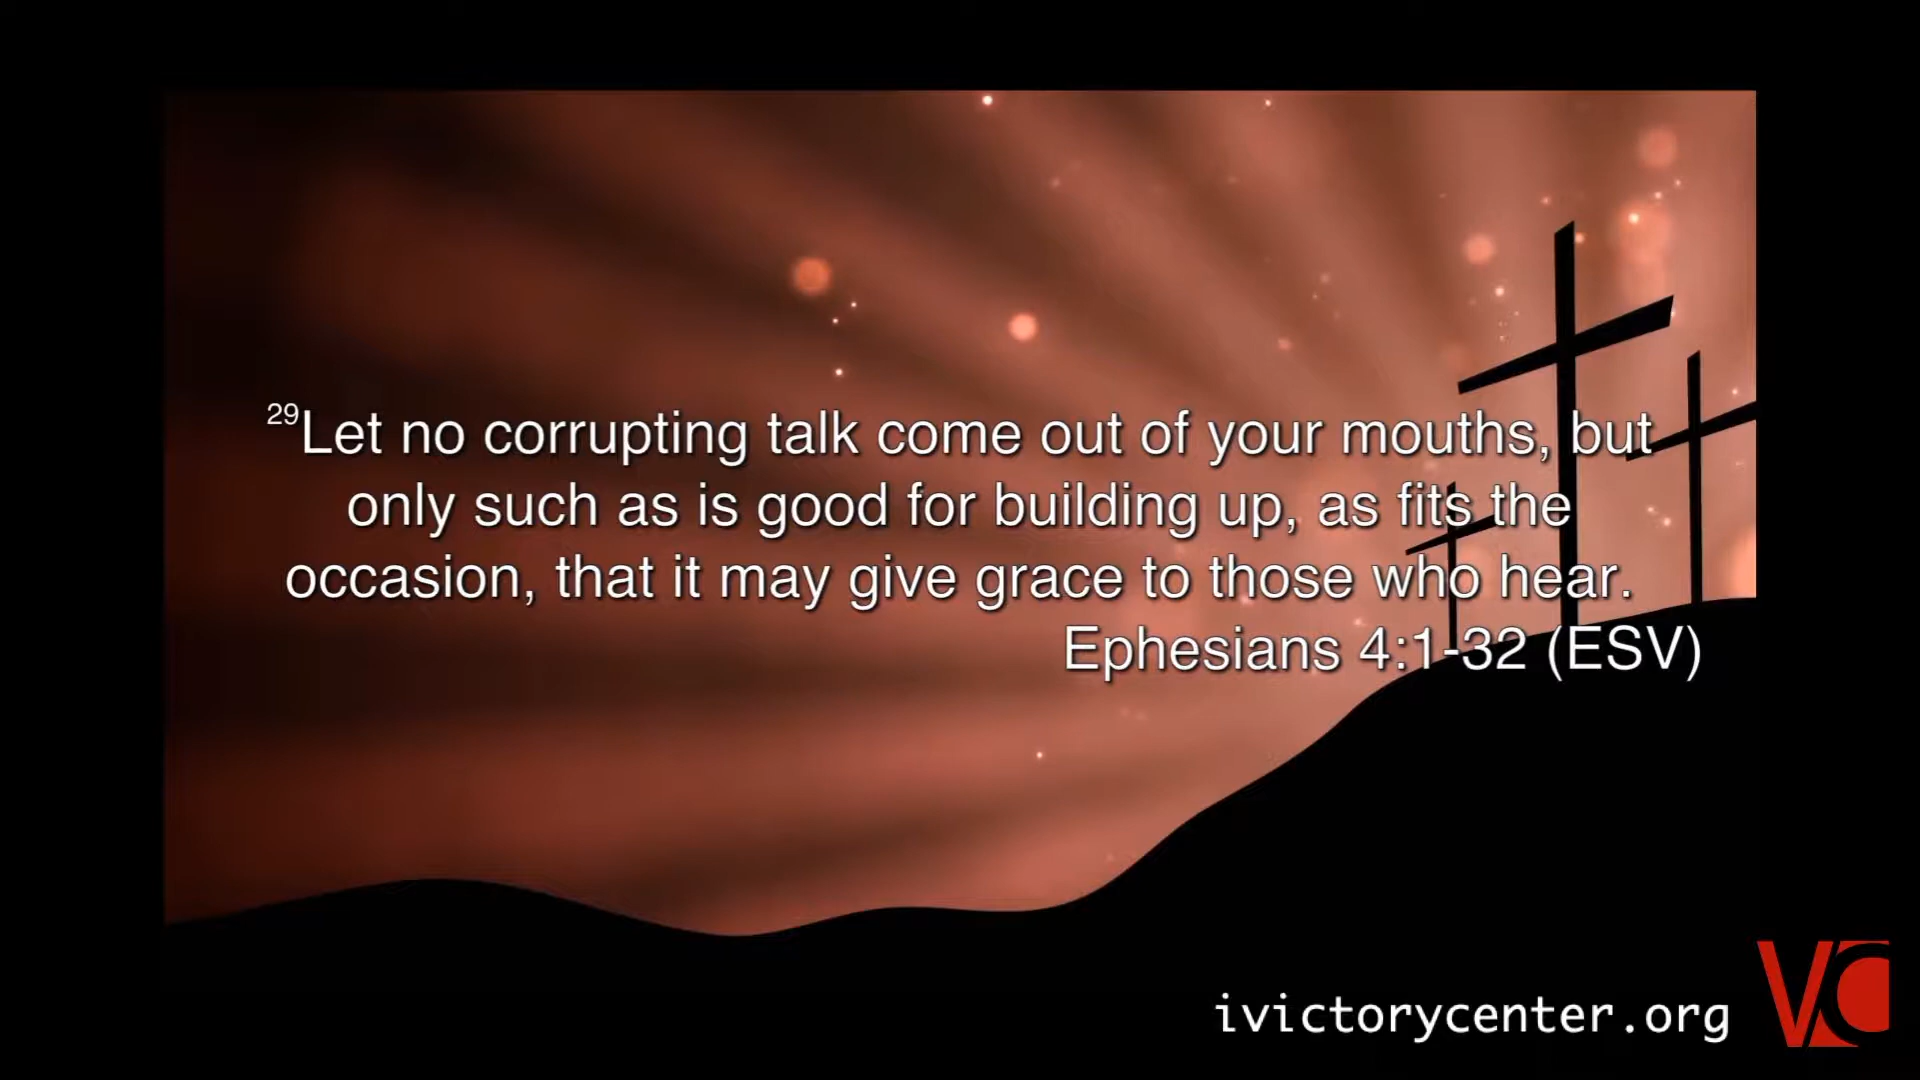 29Let no corrupting talk come out of your mouths, but
only such as is good for building up, as fits the
occasion, that it may give grace to those who hear.
Ephesians 4:1-32 (ESV)
ivictorycenter.org
VC